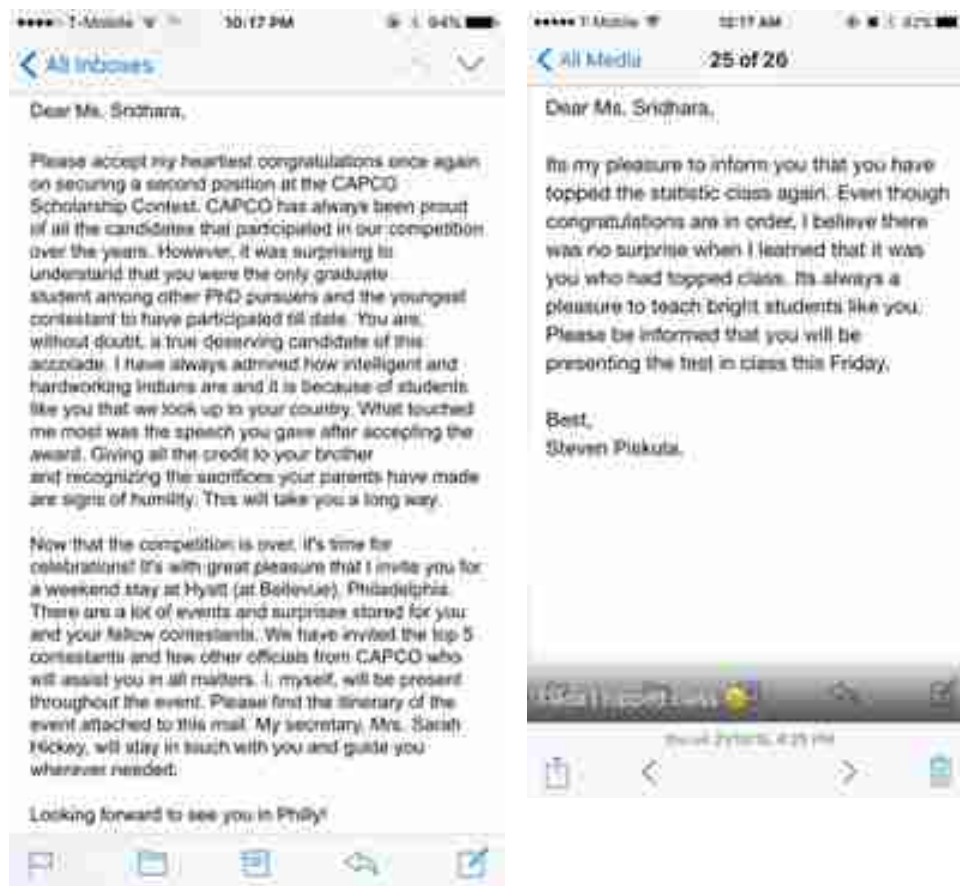 T-Mobile
10:17 PM
94%
All Inboxes
Dear Ms. Sridhara,
Please accept my heartiest congratulations once again
on securing a second position at the CAPCO
Scholarship Contest. CAPCO has always been proud
of all the candidates that participated in our competition
over the years. However, it was surprising to
understand that you were the only graduate
student among other PhD pursuers and the youngest
contestant to have participated till date. You are,
without doubt, a true deserving candidate of this
accolade. I have always admired how intelligent and
hardworking Indians are and it is because of students
like you that we look up to your country. What touched
me most was the speech you gave after accepting the
award. Giving all the credit to your brother
and recognizing the sacrifices your parents have made
are signs of humility. This will take you a long way.
Now that the competition is over, it's time for
celebrations! It's with great pleasure that I invite you for
a weekend stay at Hyatt (at Bellevue), Philadelphia.
There are a lot of events and surprises stored for you
and your fellow contestants. We have invited the top 5
contestants and few other officials from CAPCO who
will assist you in all matters. I, myself, will be present
throughout the event. Please find the itinerary of the
event attached to this mail. My secretary, Mrs. Sarah
Hickey, will stay in touch with you and guide you
wherever needed.
Looking forward to see you in Philly!
T-Mobile
12:17 AM
82%
All Media
25 of 26
Dear Ms. Sridhara,
Its my pleasure to inform you that you have
topped the statistic class again. Even though
congratulations are in order, I believe there
was no surprise when I learned that it was
you who had topped class. Its always a
pleasure to teach bright students like you.
Please be informed that you will be
presenting the test in class this Friday.
Best,
Steven Piskula.